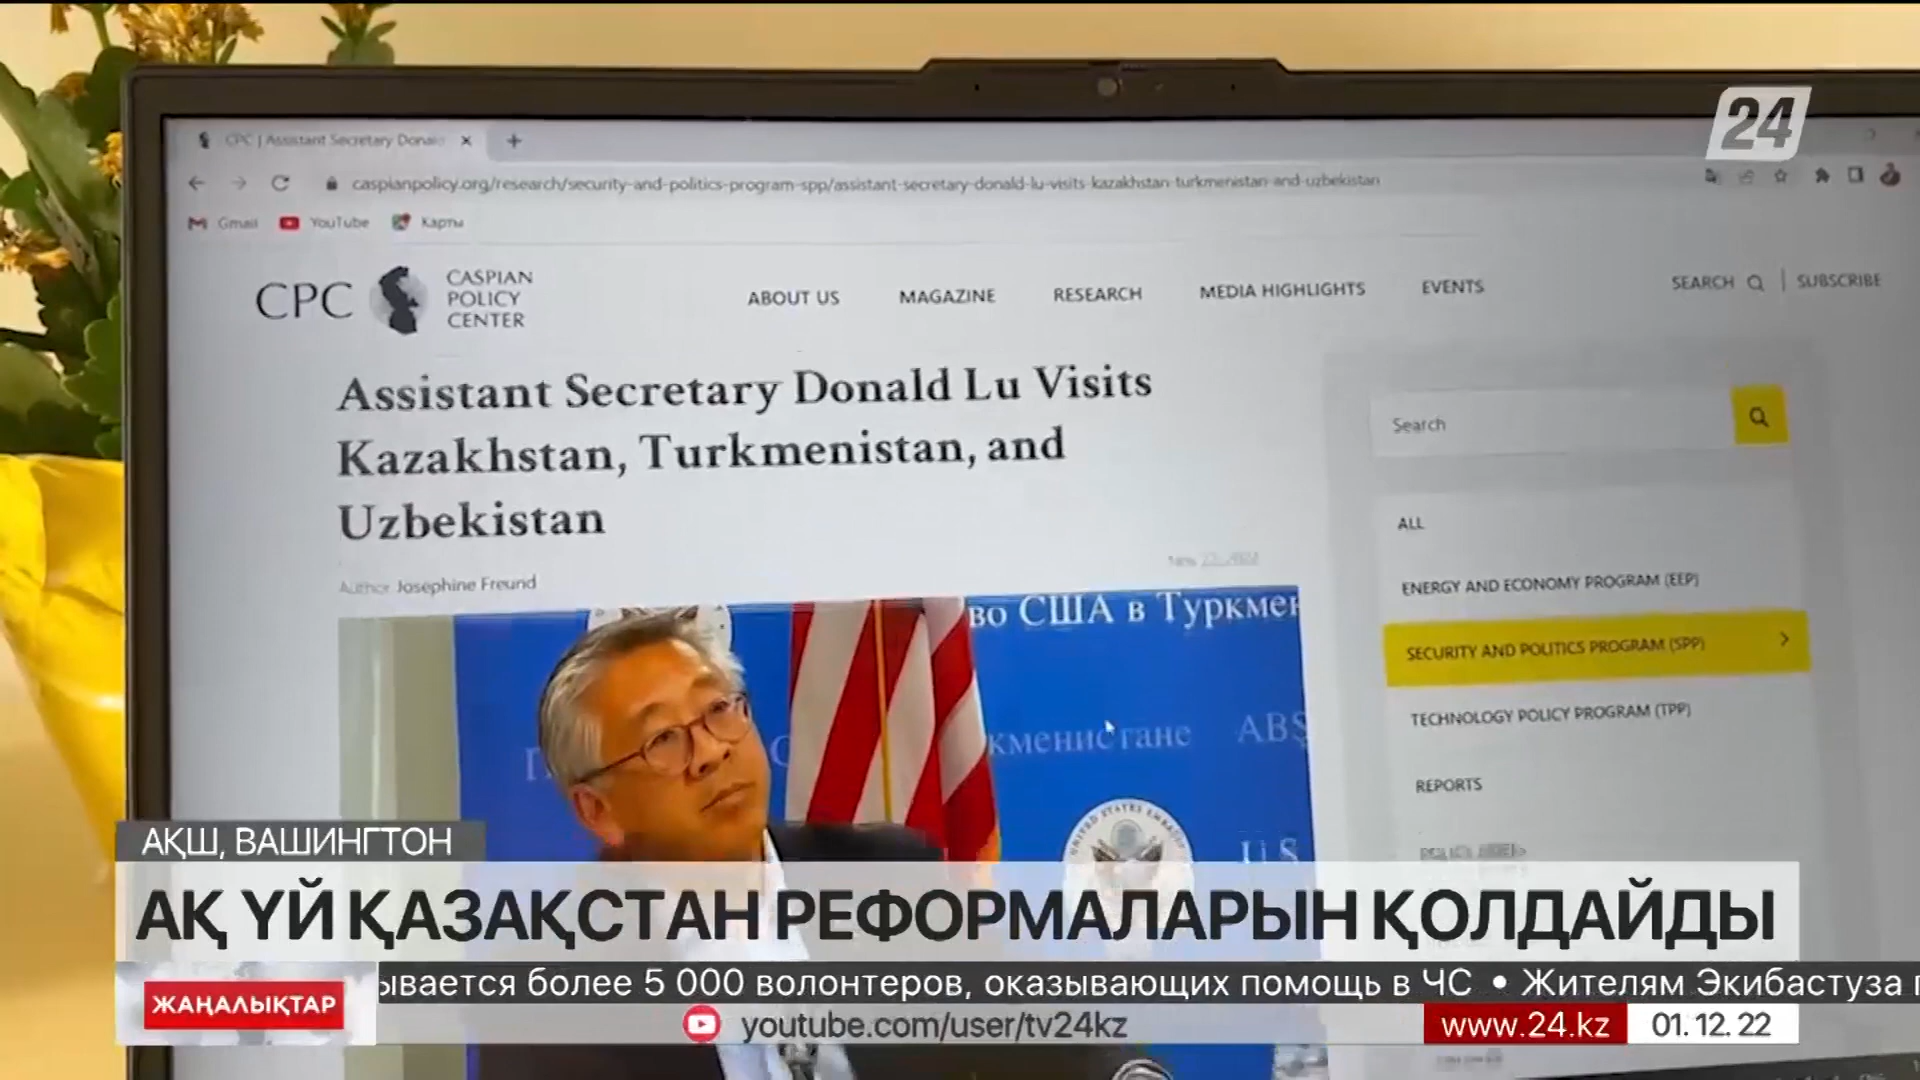 24
CPC | Assistant Secretary Donald
caspianpolicy.org/research/security-and-politics-program-spp/assistant-secretary-donald-lu-visits-kazakhstan-turkmenistan-and-uzbekistan
Gmail YouTube Карты
CPC
CASPIAN
POLICY
CENTER
ABOUT US MAGAZINE RESEARCH MEDIA HIGHLIGHTS EVENTS SEARCH SUBSCRIBE
Assistant Secretary Donald Lu Visits
Kazakhstan, Turkmenistan, and
Uzbekistan
Author Josephine Freund
Search
ALL
ENERGY AND ECONOMY PROGRAM (EEP)
SECURITY AND POLITICS PROGRAM (SPP)
TECHNOLOGY POLICY PROGRAM (TPP)
REPORTS
во США в Туркмен
кменистане
U.S
АҚШ, ВАШИНГТОН
АҚ ҮЙ ҚАЗАҚСТАН РЕФОРМАЛАРЫН ҚОЛДАЙДЫ
ЖАҢАЛЫҚТАР
ывается более 5 000 волонтеров, оказывающих помощь в ЧС • Жителям Экибастуза
youtube.com/user/tv24kz
www.24.kz 01.12.22